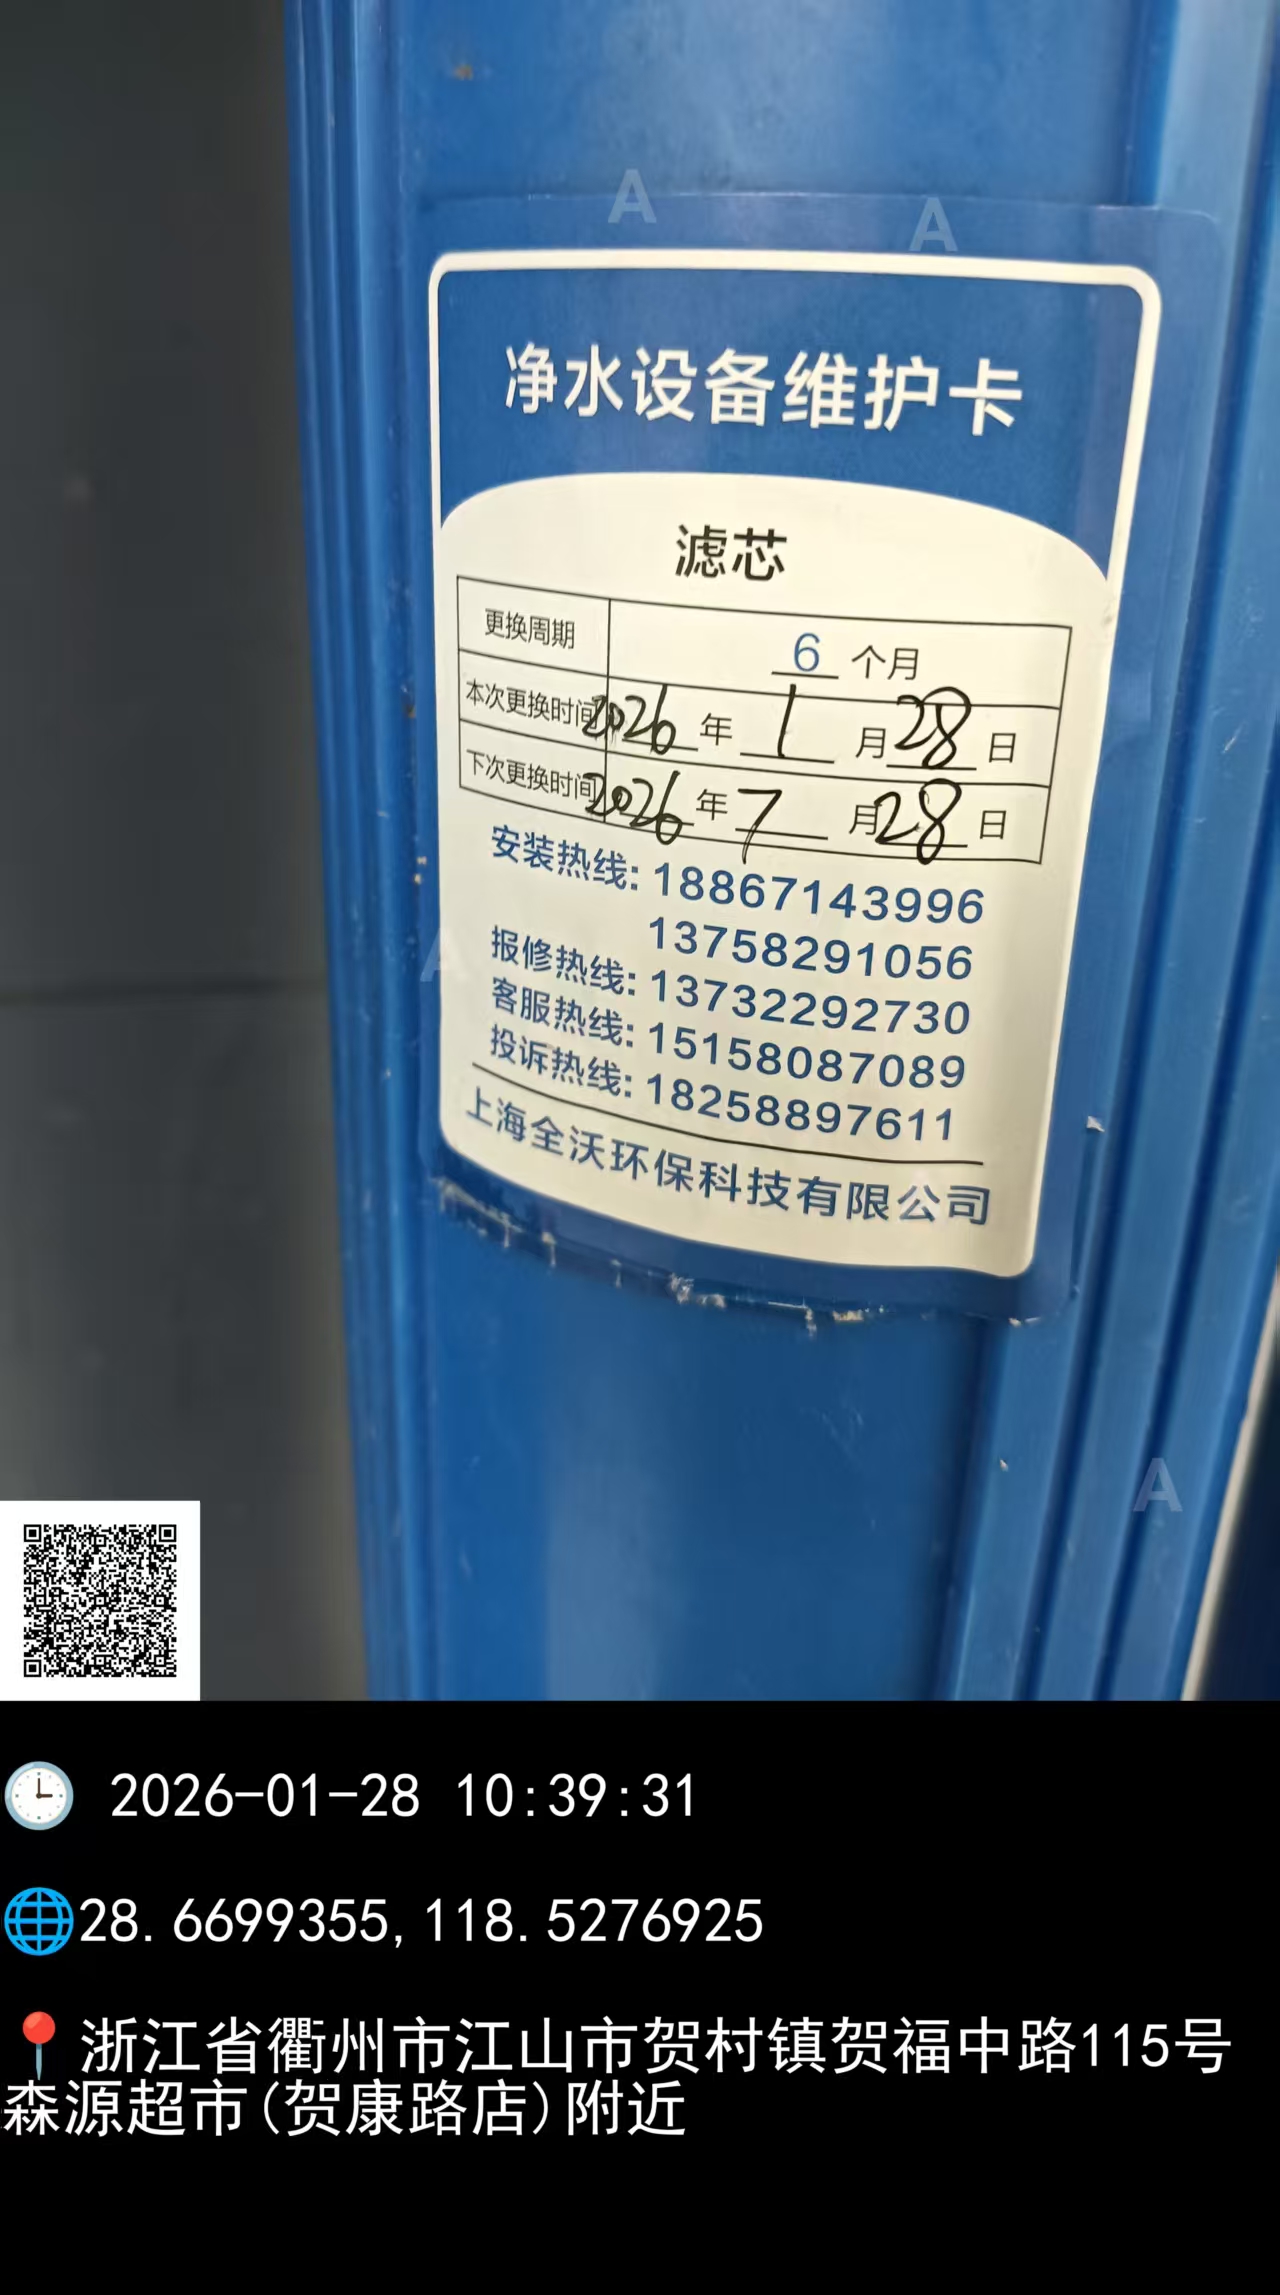 净水设备维护卡
滤芯
更换周期 6 个月
本次更换时间 2026 年 1 月 28 日
下次更换时间 2026 年 7 月 28 日
安装热线: 18867143996
13758291056
报修热线: 13732292730
客服热线: 15158087089
投诉热线: 18258897611
上海全沃环保科技有限公司
2026-01-28 10:39:31
28.6699355,118.5276925
浙江省衢州市江山市贺村镇贺福中路115号
森源超市(贺康路店)附近